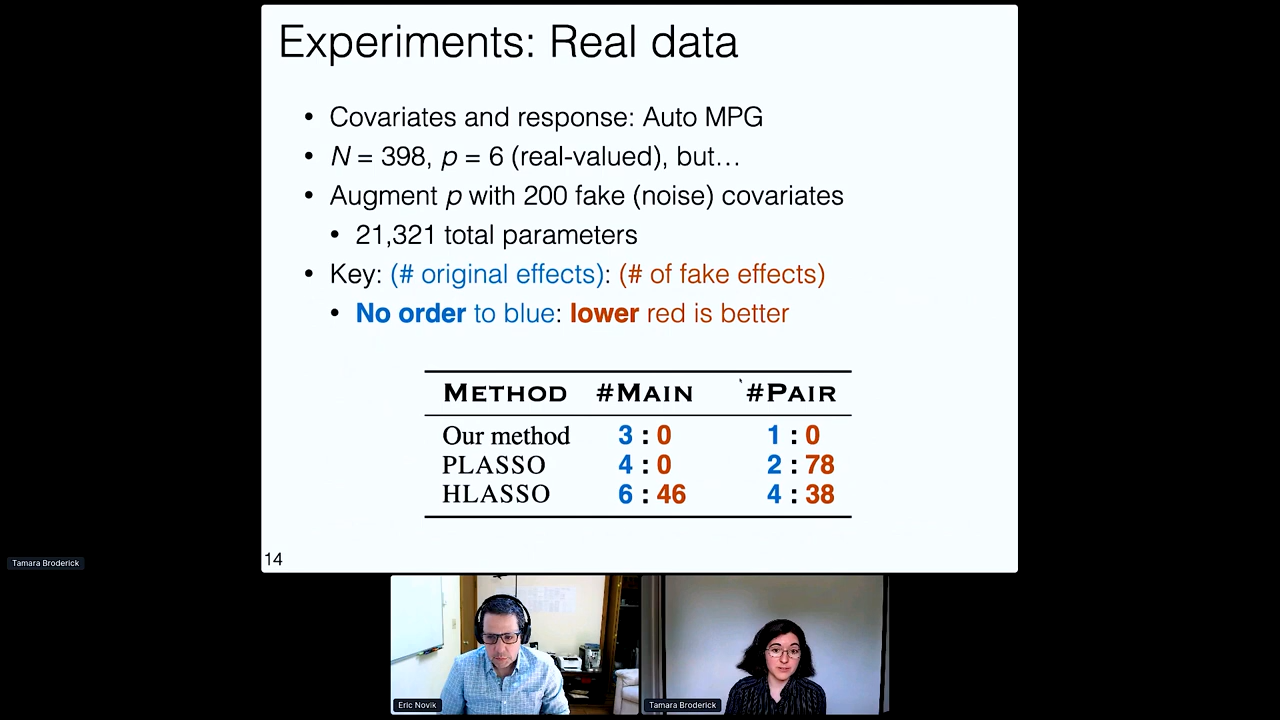 Experiments: Real data
• Covariates and response: Auto MPG
• N = 398, p = 6 (real-valued), but…
• Augment p with 200 fake (noise) covariates
• 21,321 total parameters
• Key: (# original effects): (# of fake effects)
• No order to blue: lower red is better
METHOD #MAIN #PAIR
Our method 3 : 0 1 : 0
PLASSO 4 : 0 2 : 78
HLASSO 6 : 46 4 : 38
14
Tamara Broderick
Eric Novik
Tamara Broderick